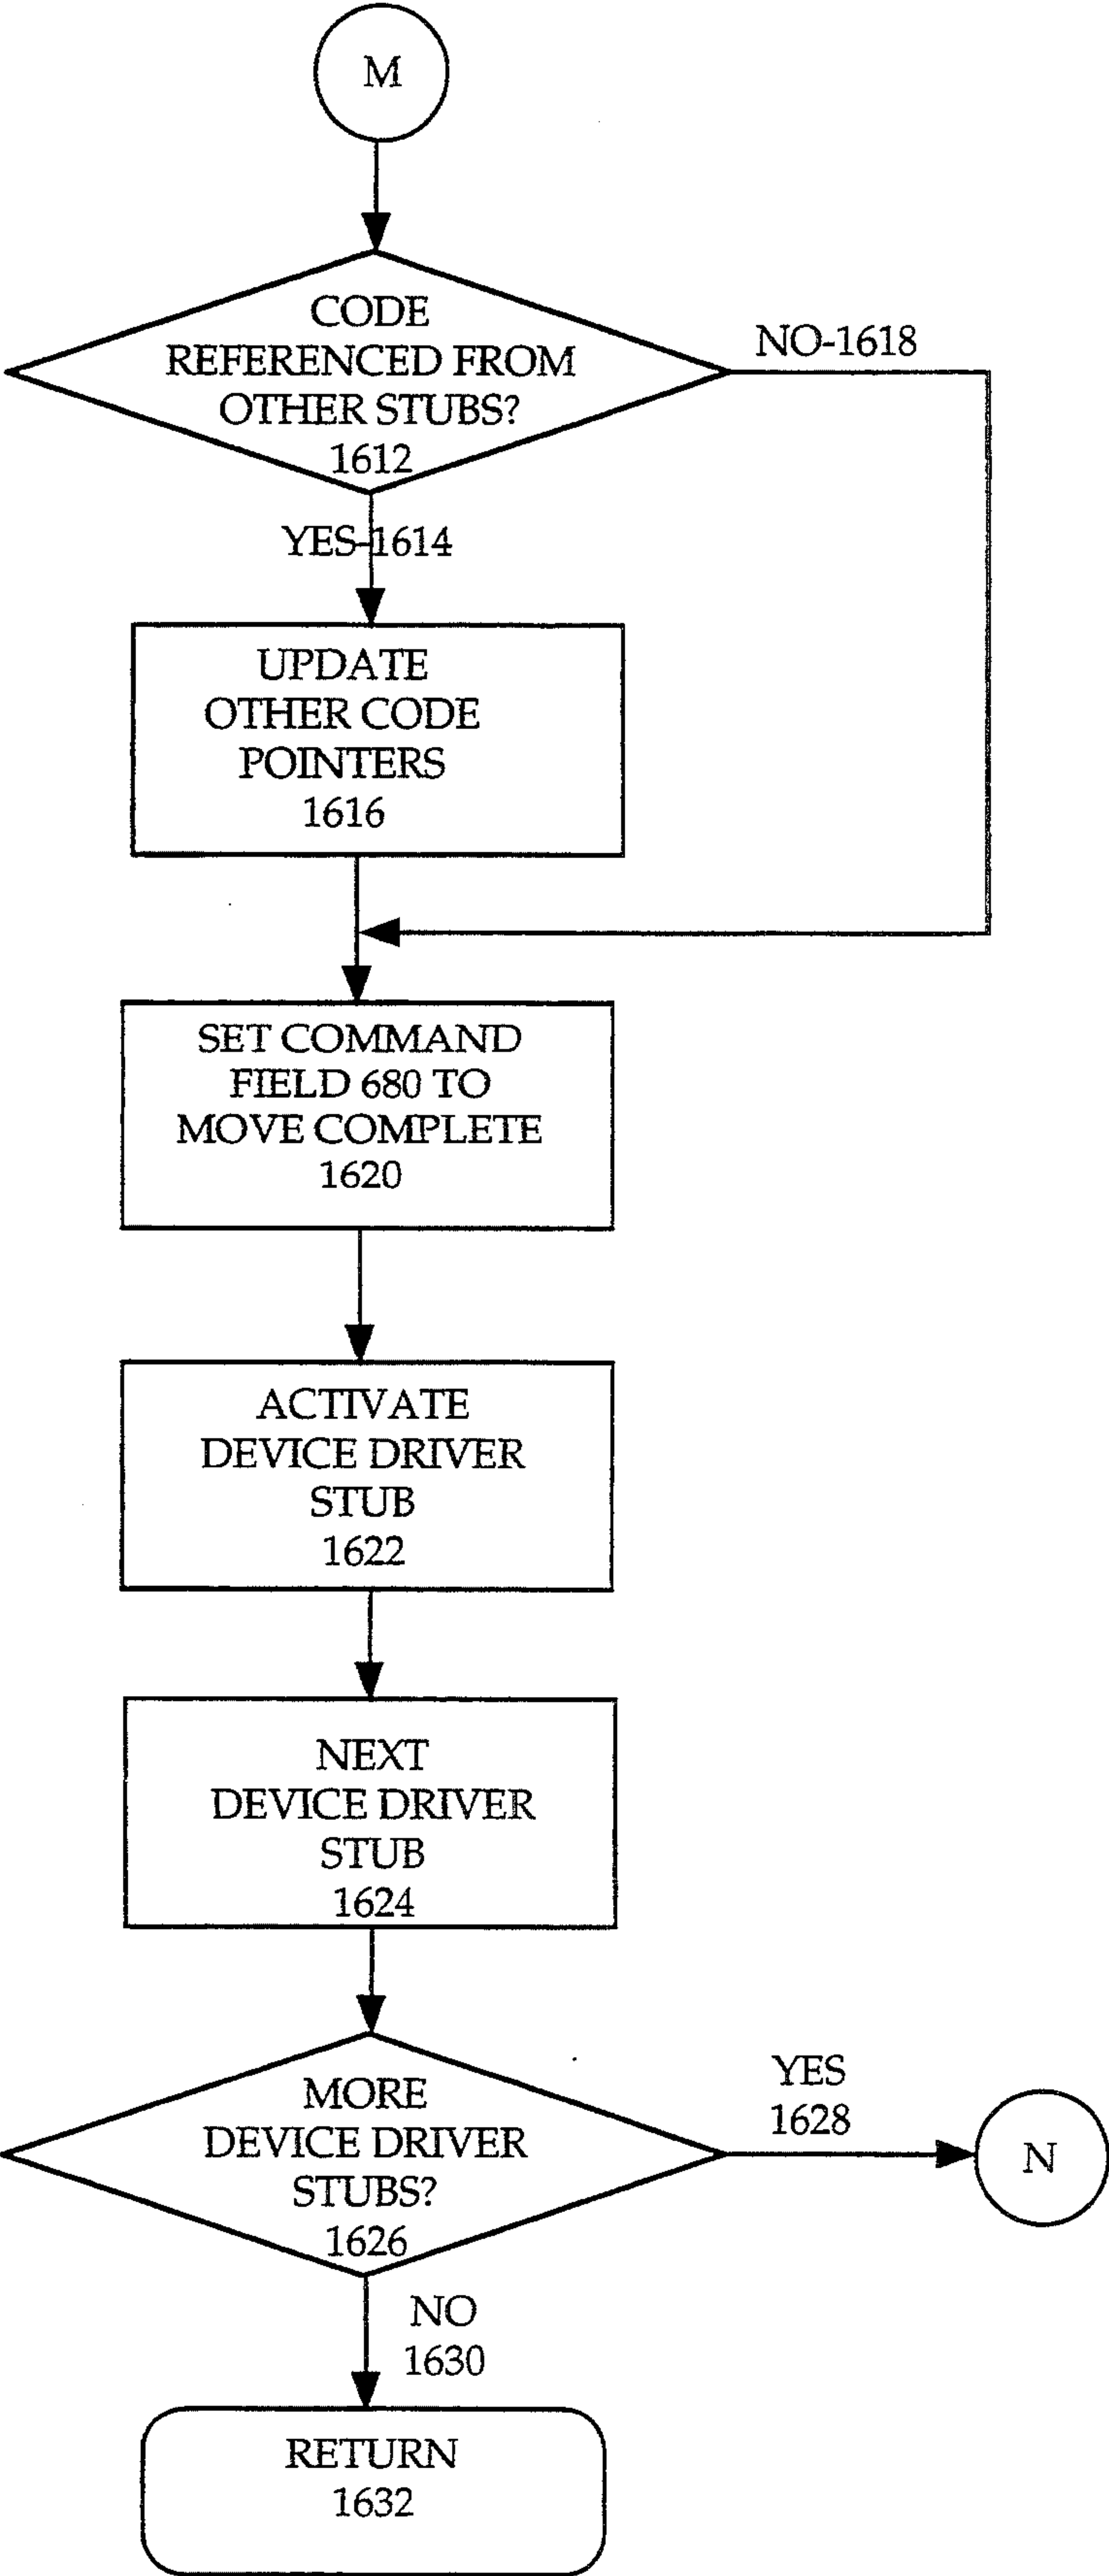 M
CODE
REFERENCED FROM
OTHER STUBS?
1612
NO-1618
YES-1614
UPDATE
OTHER CODE
POINTERS
1616
SET COMMAND
FIELD 680 TO
MOVE COMPLETE
1620
ACTIVATE
DEVICE DRIVER
STUB
1622
NEXT
DEVICE DRIVER
STUB
1624
MORE
DEVICE DRIVER
STUBS?
1626
YES
1628
N
NO
1630
RETURN
1632